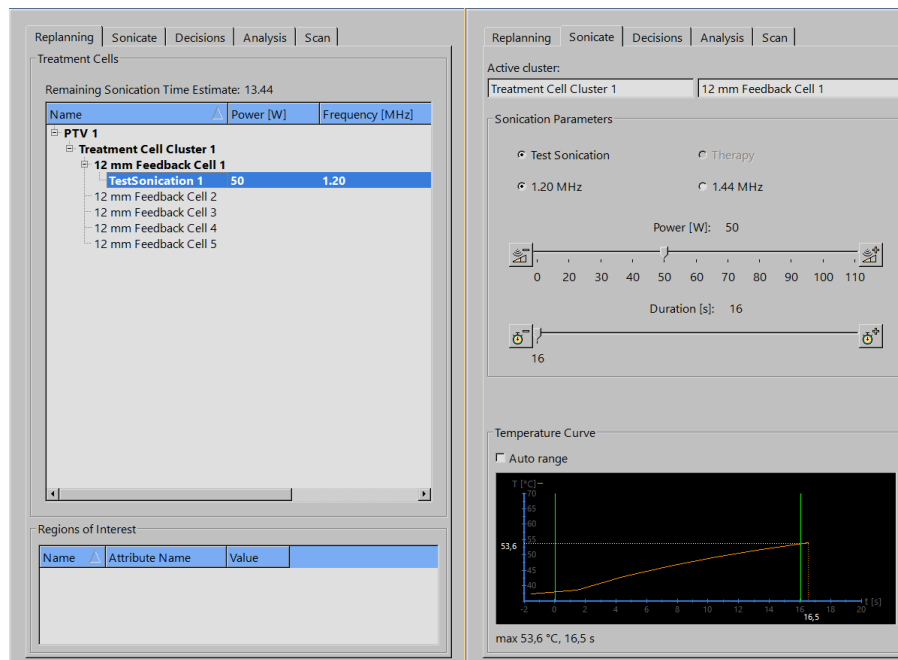 Replanning Sonicate Decisions Analysis Scan
Treatment Cells
Remaining Sonication Time Estimate: 13.44
Name Power [W] Frequency [MHz]
PTV 1
Treatment Cell Cluster 1
12 mm Feedback Cell 1
TestSonication 1 50 1.20
12 mm Feedback Cell 2
12 mm Feedback Cell 3
12 mm Feedback Cell 4
12 mm Feedback Cell 5
Regions of Interest
Name Attribute Name Value
Replanning Sonicate Decisions Analysis Scan
Active cluster:
Treatment Cell Cluster 1 12 mm Feedback Cell 1
Sonication Parameters
Test Sonication Therapy
1.20 MHz 1.44 MHz
Power [W]: 50
0 20 30 40 50 60 70 80 90 100 110
Duration [s]: 16
16
Temperature Curve
Auto range
T [°C]
70
65
60
55
53,6
50
45
40
-2 0 2 4 6 8 10 12 14 16 18 20 t [s]
16,5
max 53,6 °C, 16,5 s